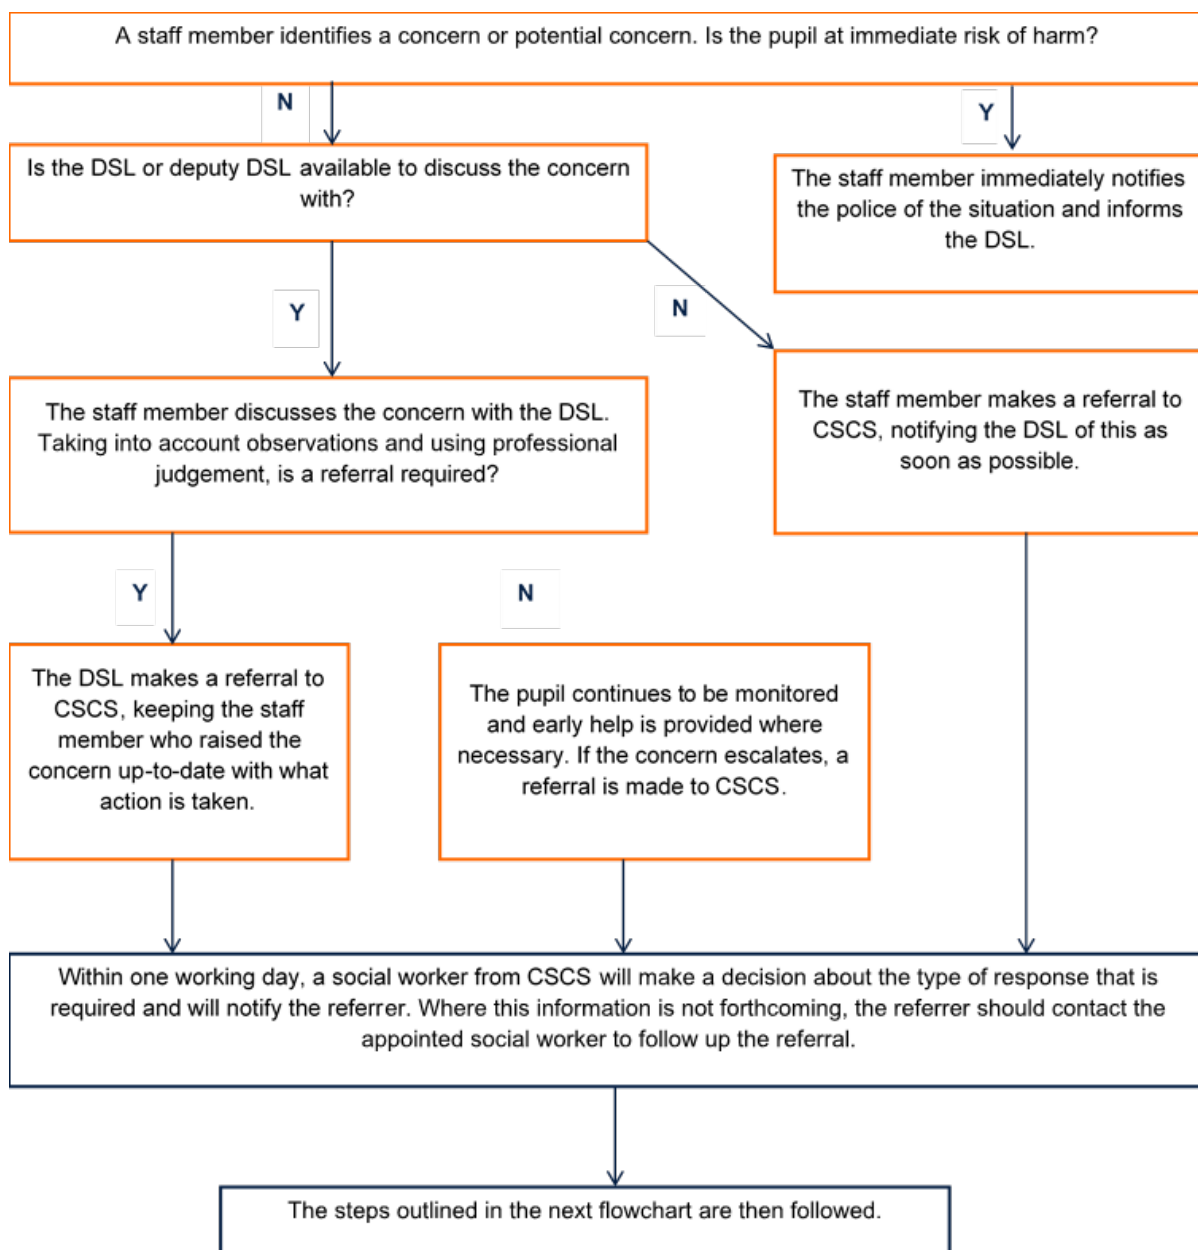 A staff member identifies a concern or potential concern. Is the pupil at immediate risk of harm?
N
Y
Is the DSL or deputy DSL available to discuss the concern
with?
The staff member immediately notifies
the police of the situation and informs
the DSL.
Y
N
The staff member discusses the concern with the DSL.
Taking into account observations and using professional
judgement, is a referral required?
The staff member makes a referral to
CSCS, notifying the DSL of this as
soon as possible.
Y
N
The DSL makes a referral to
CSCS, keeping the staff
member who raised the
concern up-to-date with what
action is taken.
The pupil continues to be monitored
and early help is provided where
necessary. If the concern escalates, a
referral is made to CSCS.
Within one working day, a social worker from CSCS will make a decision about the type of response that is
required and will notify the referrer. Where this information is not forthcoming, the referrer should contact the
appointed social worker to follow up the referral.
The steps outlined in the next flowchart are then followed.